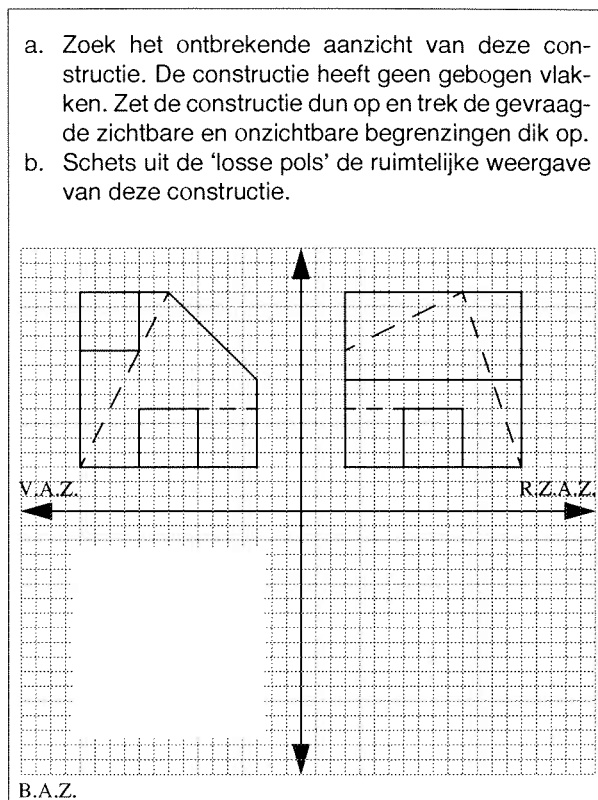 a. Zoek het ontbrekende aanzicht van deze con-
structie. De constructie heeft geen gebogen vlak-
ken. Zet de constructie dun op en trek de gevraag-
de zichtbare en onzichtbare begrenzingen dik op.
b. Schets uit de ‘losse pols’ de ruimtelijke weergave
van deze constructie.
V.A.Z. R.Z.A.Z.
B.A.Z.